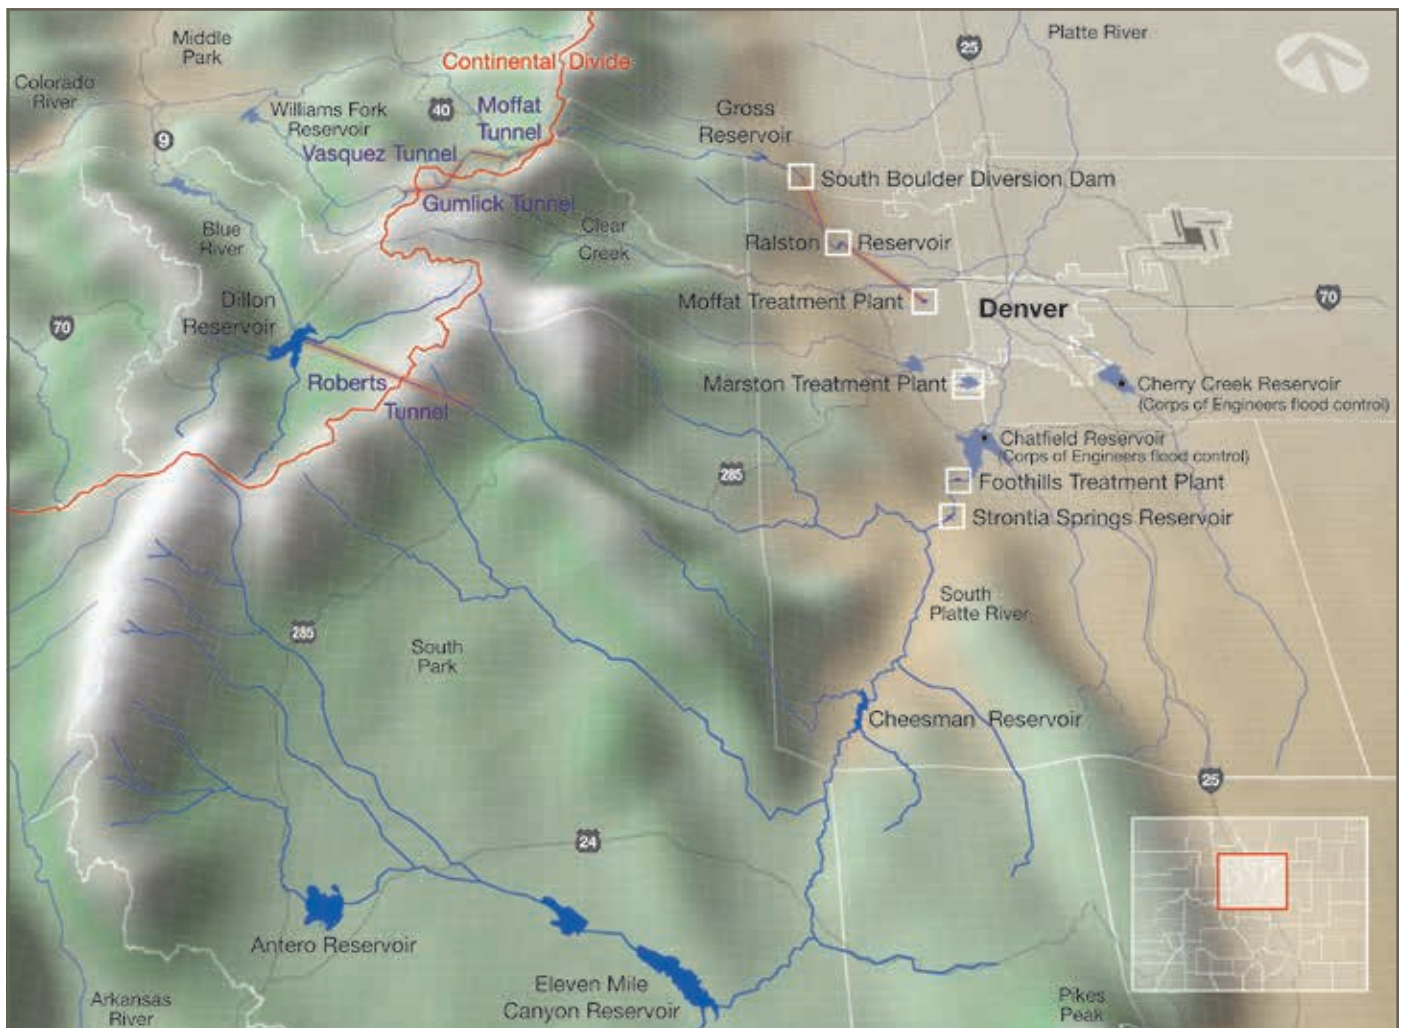 Middle
Park
Continental Divide
25
Platte River
Colorado
River
Williams Fork
Reservoir
40
Moffat
Tunnel
Gross
Reservoir
9
Vasquez Tunnel
South Boulder Diversion Dam
Gumlick Tunnel
Blue
River
Clear
Creek
Ralston Reservoir
Dillon
Reservoir
70
Moffat Treatment Plant
Denver
70
Roberts
Tunnel
Marston Treatment Plant
Cherry Creek Reservoir
(Corps of Engineers flood control)
Chatfield Reservoir
(Corps of Engineers flood control)
285
Foothills Treatment Plant
Strontia Springs Reservoir
South
Platte River
285
South
Park
Cheesman Reservoir
25
24
Antero Reservoir
Eleven Mile
Canyon Reservoir
Arkansas
River
Pikes
Peak